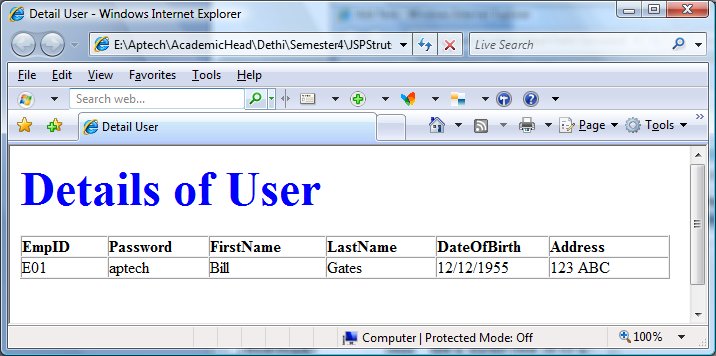 Detail User - Windows Internet Explorer
E:\Aptech\AcademicHead\Dethi\Semester4\JSPStrut
Live Search
File Edit View Favorites Tools Help
Search web...
Detail User
Page Tools
Details of User
EmpID Password FirstName LastName DateOfBirth Address
E01 aptech Bill Gates 12/12/1955 123 ABC
Computer | Protected Mode: Off 100%